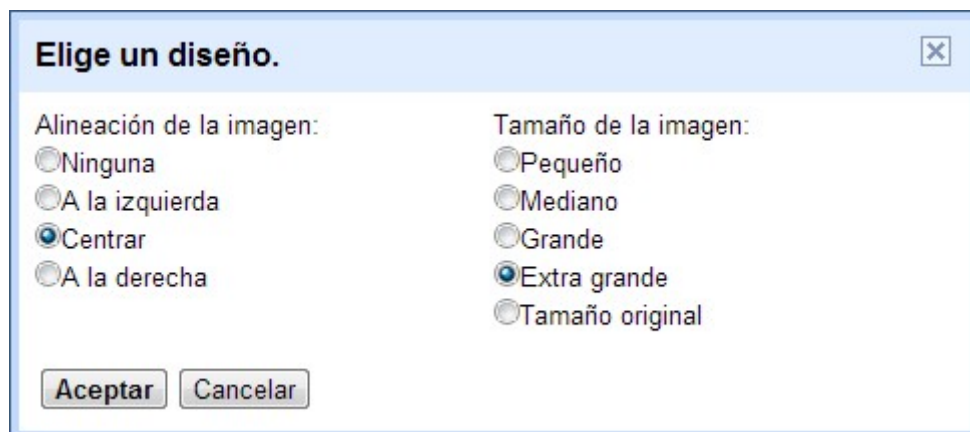 Elige un diseño.
Alineación de la imagen:
Ninguna
A la izquierda
Centrar
A la derecha
Tamaño de la imagen:
Pequeño
Mediano
Grande
Extra grande
Tamaño original
Aceptar
Cancelar